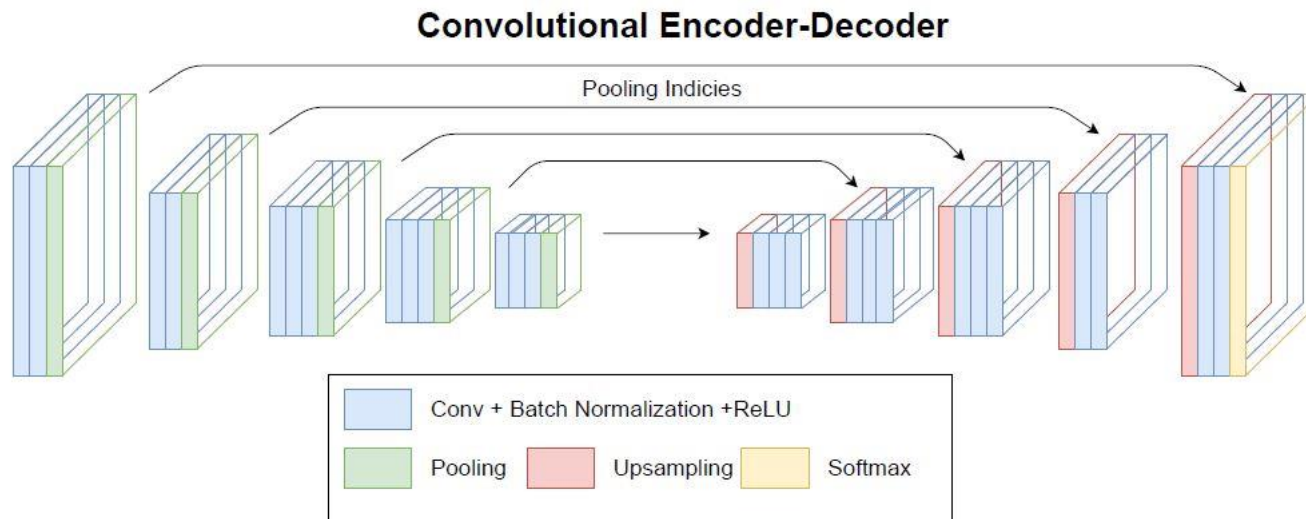 Convolutional Encoder-Decoder
Pooling Indicies
Conv + Batch Normalization +ReLU
Pooling
Upsampling
Softmax